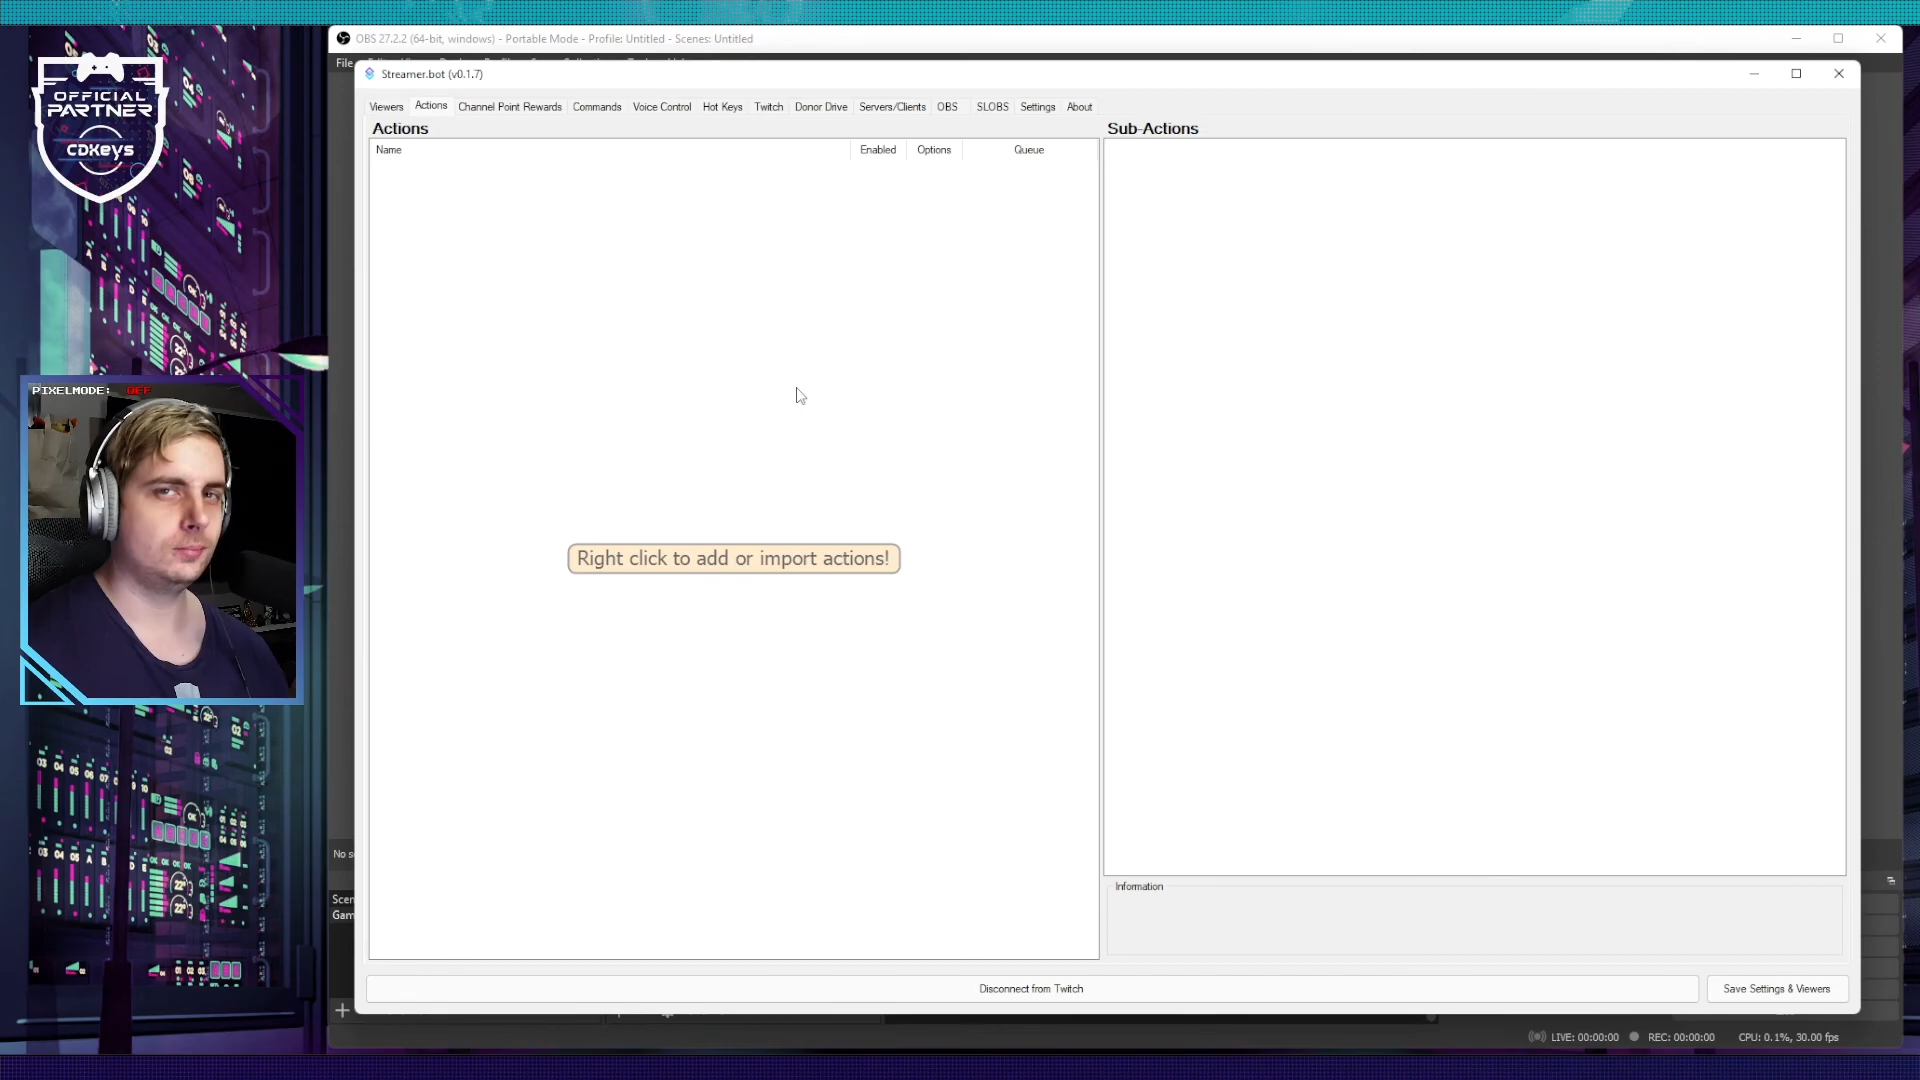 OFFICIAL
PARTNER
CDKeys
PIXELMODE: OFF
OBS 27.2.2 (64-bit, windows) - Portable Mode - Profile: Untitled - Scenes: Untitled
File
Streamer.bot (v0.1.7)
Viewers Actions Channel Point Rewards Commands Voice Control Hot Keys Twitch Donor Drive Servers/Clients OBS SLOBS Settings About
Actions
Sub-Actions
Name Enabled Options Queue
Right click to add or import actions!
Information
Disconnect from Twitch
Save Settings & Viewers
LIVE: 00:00:00 REC: 00:00:00 CPU: 0.1%, 30.00 fps